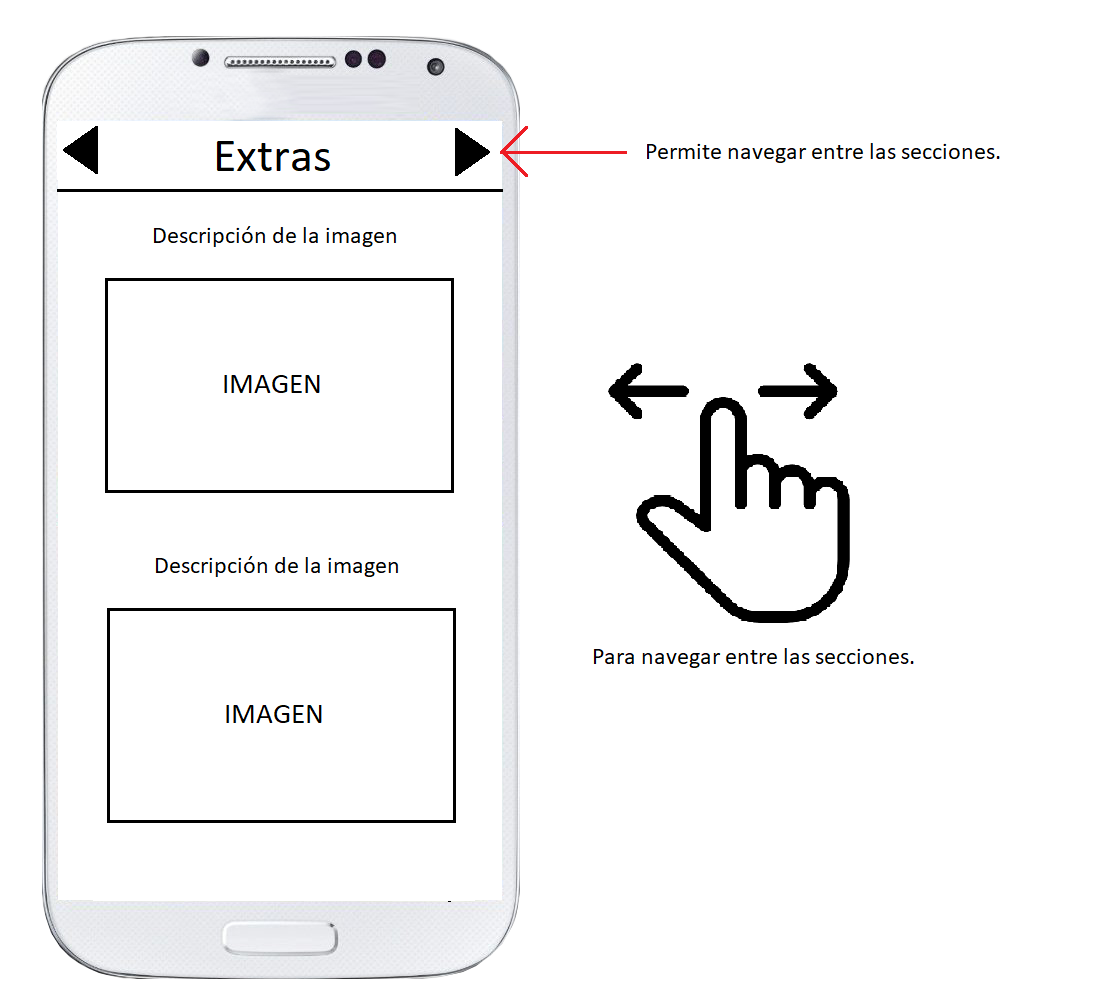 Extras
Permite navegar entre las secciones.
Descripción de la imagen
IMAGEN
Descripción de la imagen
IMAGEN
Para navegar entre las secciones.